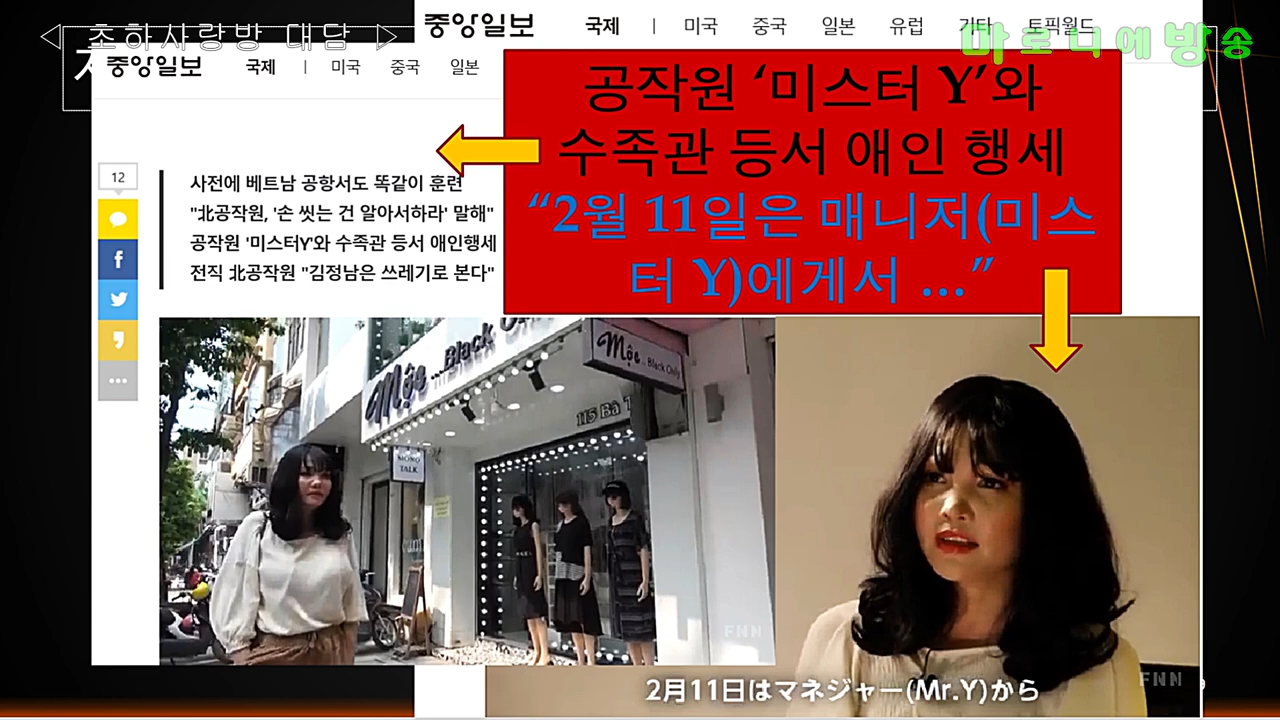 ◁ 초하사랑방 대담 ▷
중앙일보 국제 | 미국 중국 일본 유럽 기타 토픽월드
마로니에방송
중앙일보 국제 | 미국 중국 일본
공작원 ‘미스터 Y’와
수족관 등서 애인 행세
“2월 11일은 매니저(미스
터 Y)에게서 ...”
12
사전에 베트남 공항서도 똑같이 훈련
"北공작원, '손 씻는 건 알아서하라' 말해"
공작원 '미스터Y'와 수족관 등서 애인행세
전직 北공작원 "김정남은 쓰레기로 본다"
Mộc ...Black Only
Mộc ... Black Only
115 Bà T
MONO
TALK
FNN
2月11日はマネジャー(Mr.Y)から
FNN